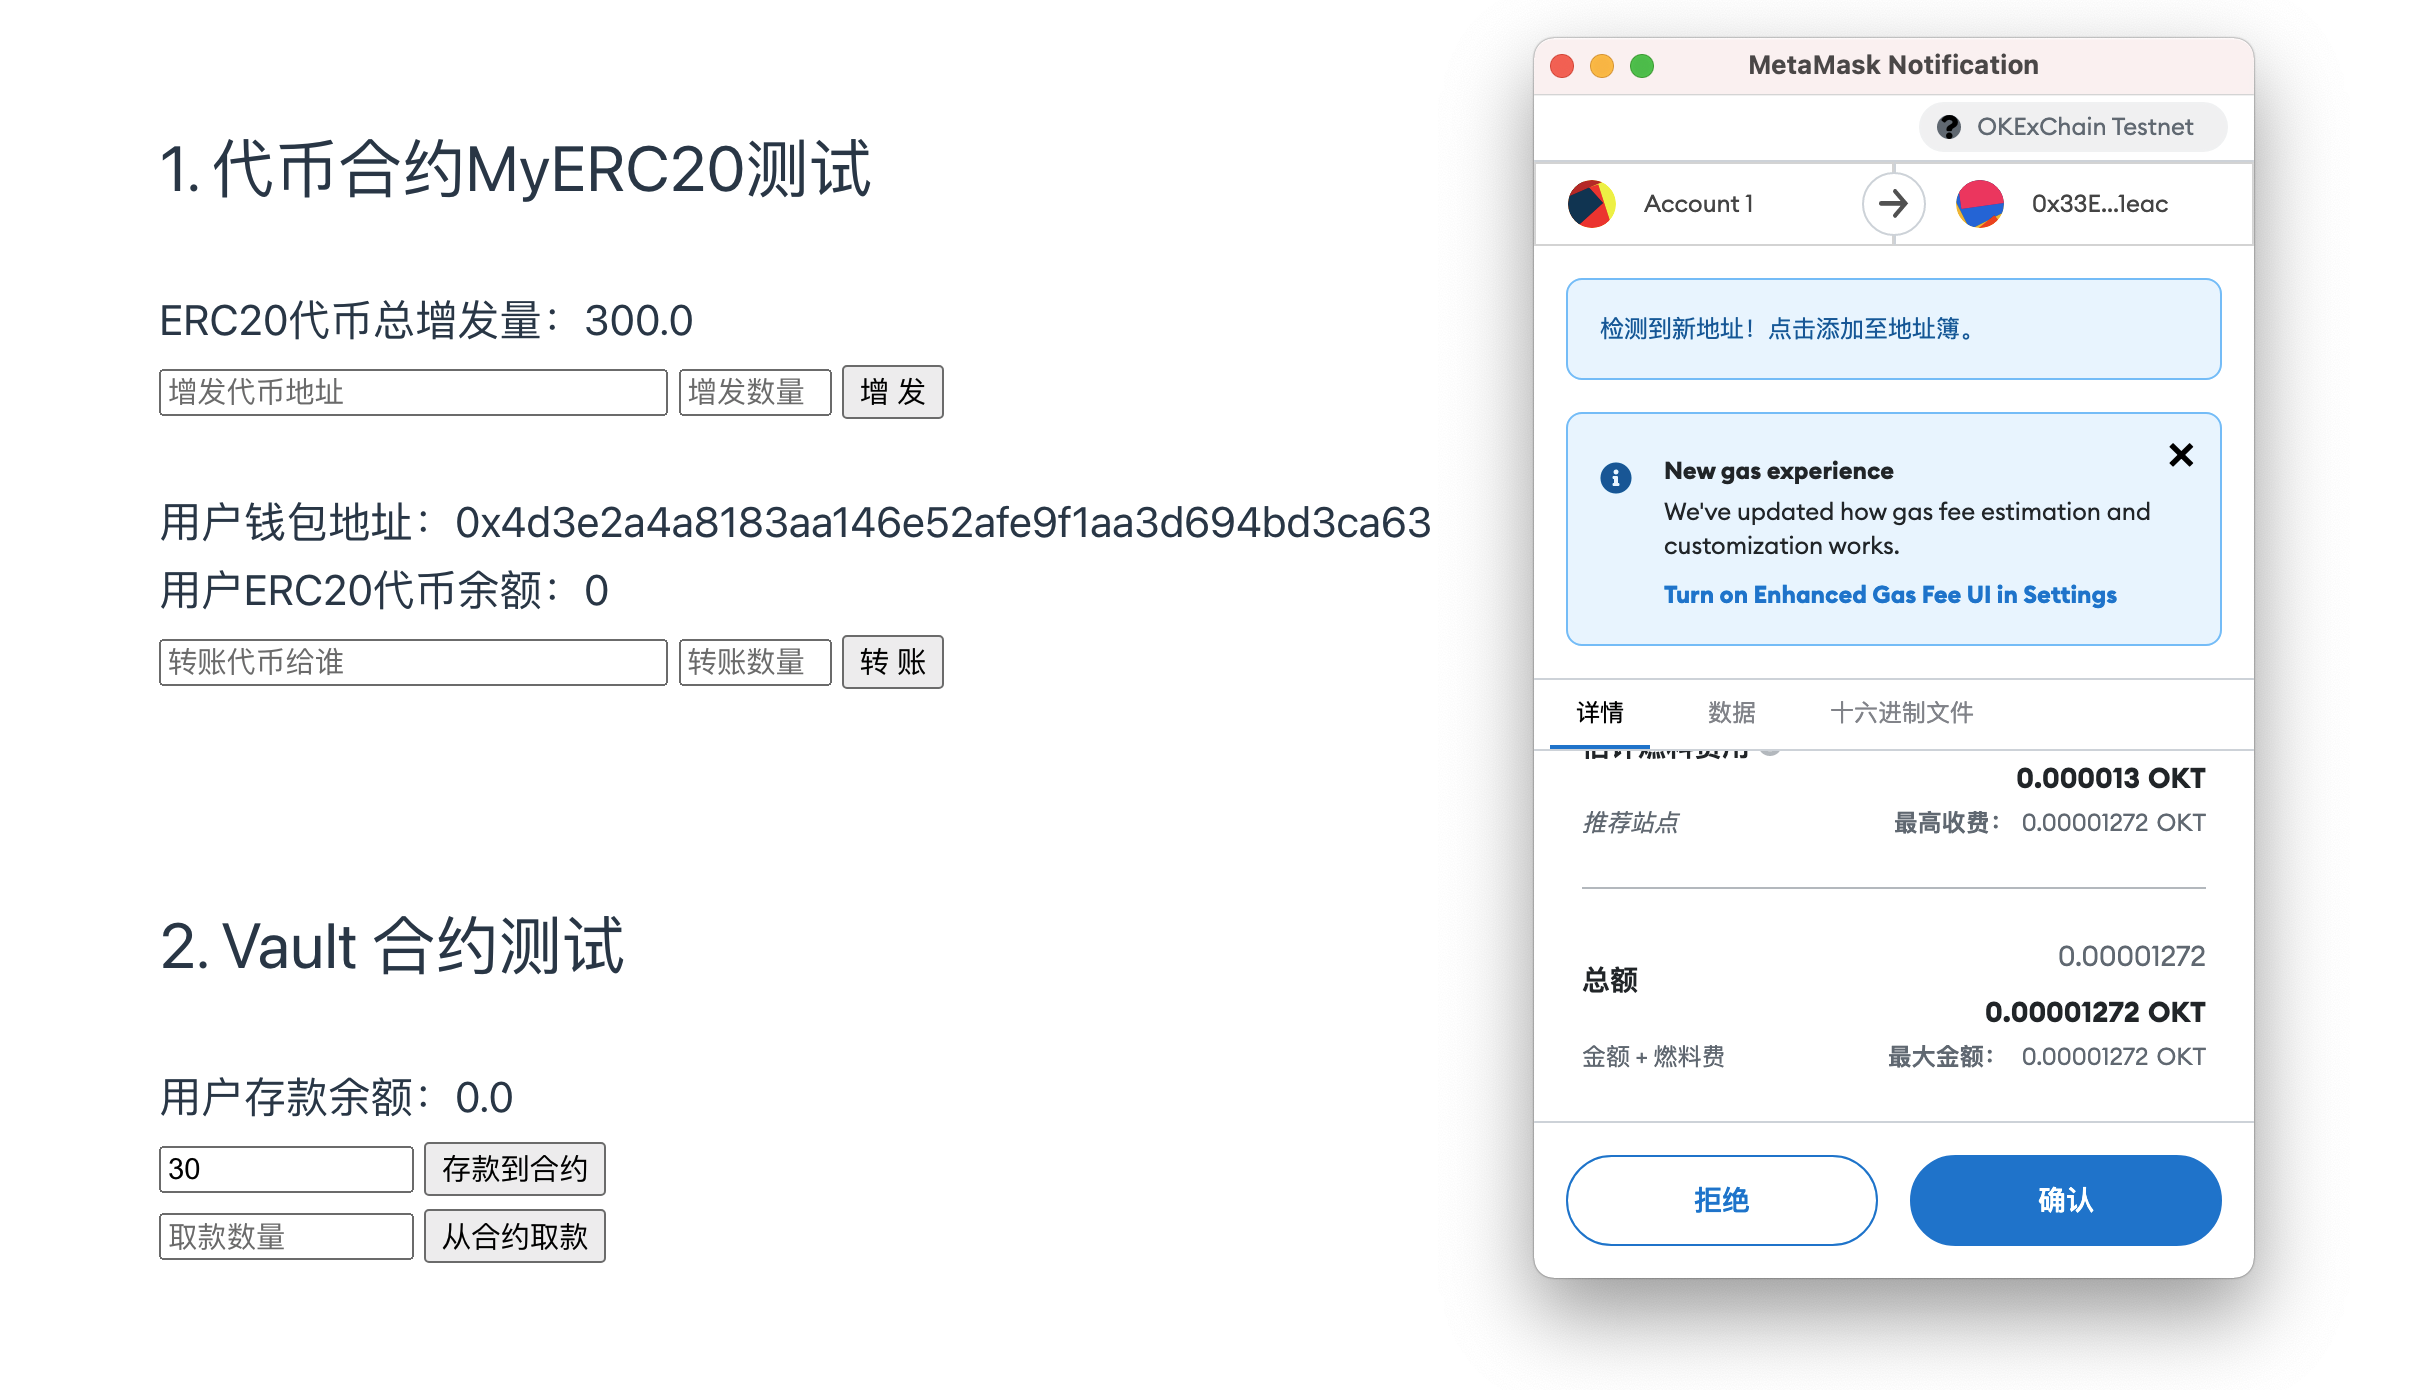 1. 代币合约MyERC20测试
ERC20代币总增发量：300.0
增发代币地址 增发数量 增 发
用户钱包地址：0x4d3e2a4a8183aa146e52afe9f1aa3d694bd3ca63
用户ERC20代币余额：0
转账代币给谁 转账数量 转 账
2. Vault 合约测试
用户存款余额：0.0
30 存款到合约
取款数量 从合约取款
MetaMask Notification
OKExChain Testnet
Account 1 0x33E...1eac
检测到新地址！点击添加至地址簿。
New gas experience
We've updated how gas fee estimation and
customization works.
Turn on Enhanced Gas Fee UI in Settings
详情 数据 十六进制文件
估计燃料费用
0.000013 OKT
推荐站点 最高收费： 0.00001272 OKT
0.00001272
总额
0.00001272 OKT
金额 + 燃料费 最大金额： 0.00001272 OKT
拒绝 确认